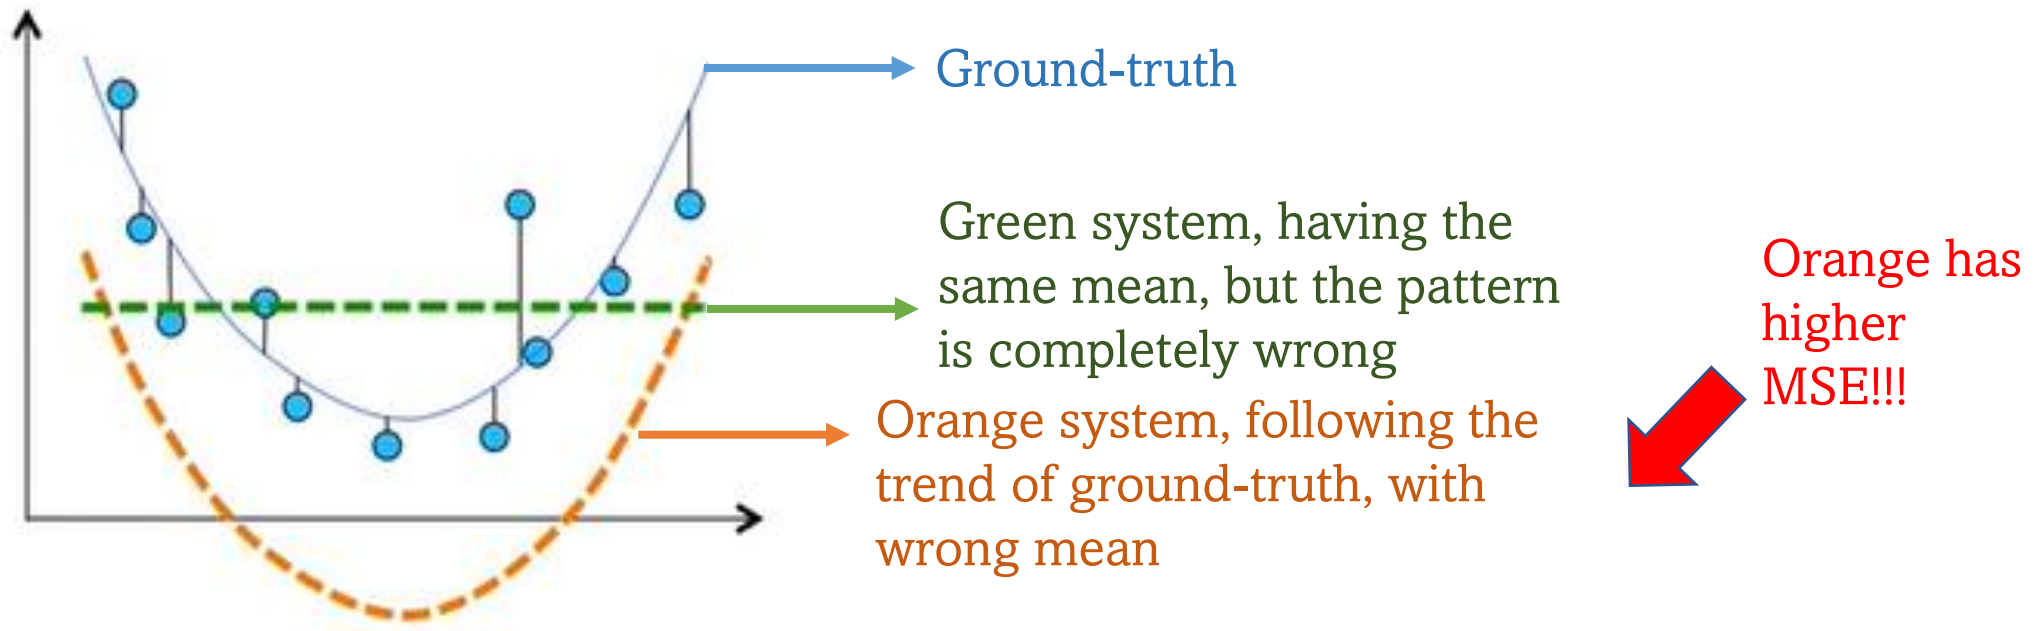 Ground-truth
Green system, having the
same mean, but the pattern
is completely wrong
Orange system, following the
trend of ground-truth, with
wrong mean
Orange has
higher
MSE!!!